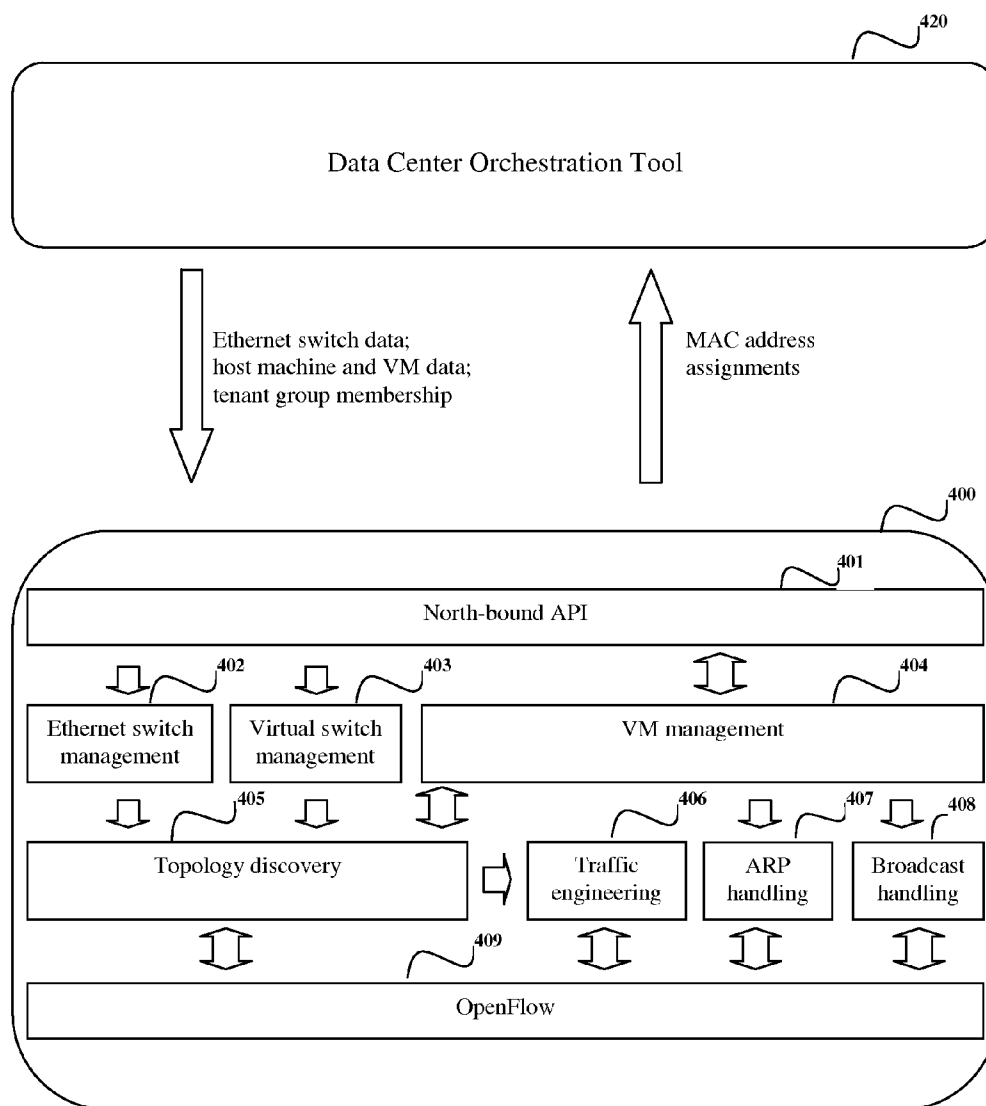 420
Data Center Orchestration Tool
Ethernet switch data;
host machine and VM data;
tenant group membership
MAC address
assignments
400
401
North-bound API
402
403
404
Ethernet switch
management
Virtual switch
management
VM management
405
406
407
408
Topology discovery
Traffic
engineering
ARP
handling
Broadcast
handling
409
OpenFlow